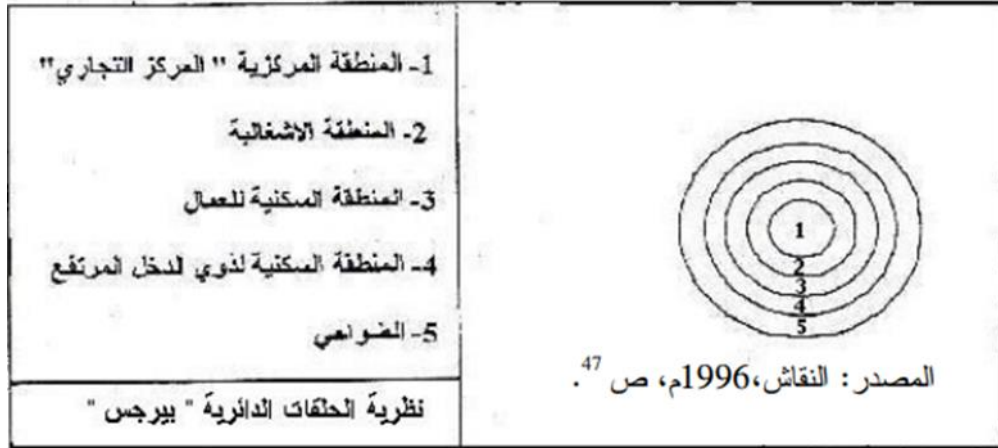 1- المنطقة المركزية " المركز التجاري"
2- المنطقة الاشغالية
3- المنطقة السكنية للعمال
4- المنطقة السكنية لذوي الدخل المرتفع
5- الضواحي
نظرية الحلقات الدائرية " بيرجس "
1
2
3
4
5
المصدر: النقاش،1996م، ص 47.